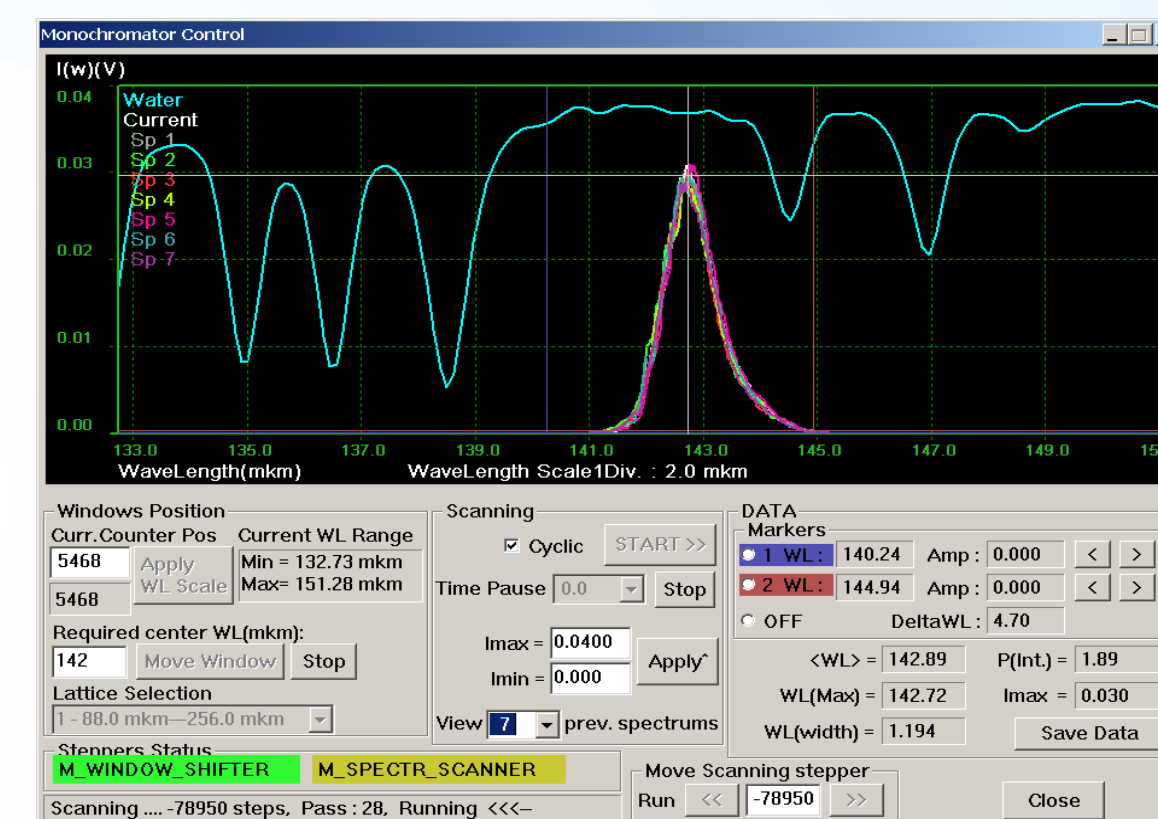 Monochromator Control
I(w)(V)
0.04
Water
Current
Sp 1
Sp 2
0.03
Sp 3
Sp 4
Sp 5
Sp 6
0.02
Sp 7
0.01
0.00
133.0 135.0 137.0 139.0 141.0 143.0 145.0 147.0 149.0
WaveLength(mkm) WaveLength Scale1Div. : 2.0 mkm
Windows Position
Curr.Counter Pos Current WL Range
5468 Apply WL Scale Min = 132.73 mkm
5468 Max= 151.28 mkm
Required center WL(mkm):
142 Move Window Stop
Lattice Selection
1 - 88.0 mkm—256.0 mkm
Scanning
Cyclic START >>
Time Pause 0.0 Stop
Imax = 0.0400
Imin = 0.000 Apply^
View 7 prev. spectrums
DATA
Markers
1 WL: 140.24 Amp: 0.000 < >
2 WL: 144.94 Amp: 0.000 < >
OFF DeltaWL: 4.70
<WL> = 142.89 P(Int.) = 1.89
WL(Max) = 142.72 Imax = 0.030
WL(width) = 1.194 Save Data
Steppers Status
M_WINDOW_SHIFTER M_SPECTR_SCANNER
Scanning .... -78950 steps, Pass : 28, Running <<<–
Move Scanning stepper
Run << -78950 >>
Close